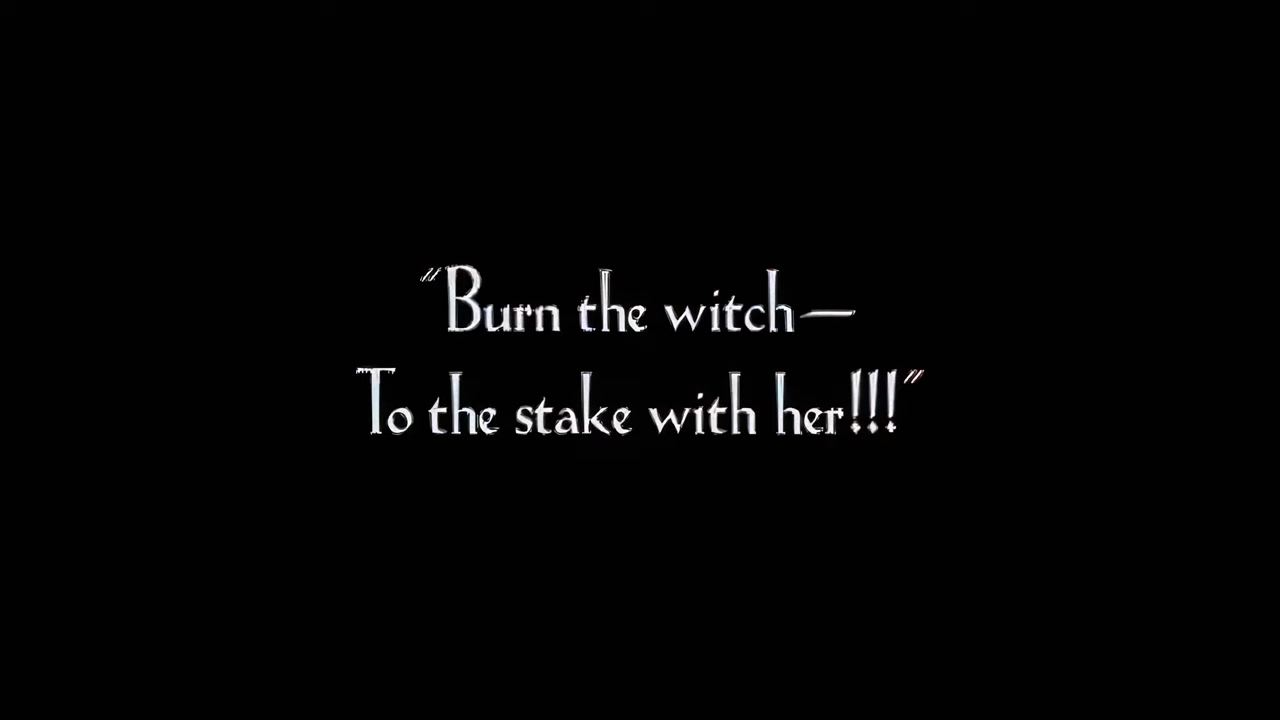 “Burn the witch—
To the stake with her!!!”